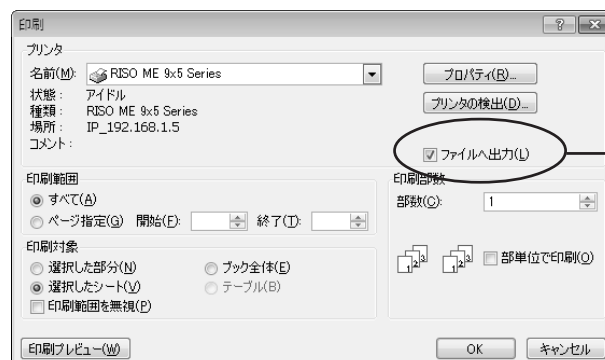 印刷
プリンタ
名前(M): RISO ME 9x5 Series
プロパティ(R)...
状態： アイドル
種類： RISO ME 9x5 Series
プリンタの検出(D)...
場所： IP_192.168.1.5
コメント：
ファイルへ出力(L)
印刷範囲
すべて(A)
ページ指定(G) 開始(F): 終了(T):
印刷部数
部数(C): 1
印刷対象
選択した部分(N) ブック全体(E)
選択したシート(V) テーブル(B)
印刷範囲を無視(P)
1 2 3 1 2 3 部単位で印刷(O)
印刷プレビュー(W) OK キャンセル